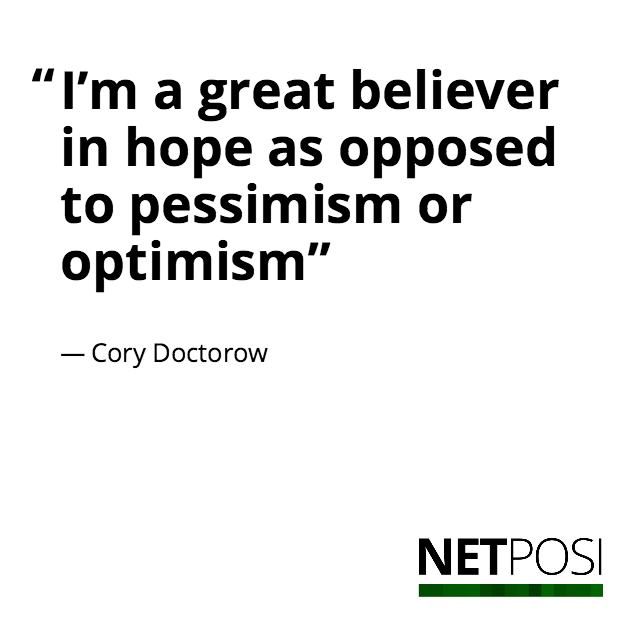 “I’m a great believer
in hope as opposed
to pessimism or
optimism”
— Cory Doctorow
NETPOSI